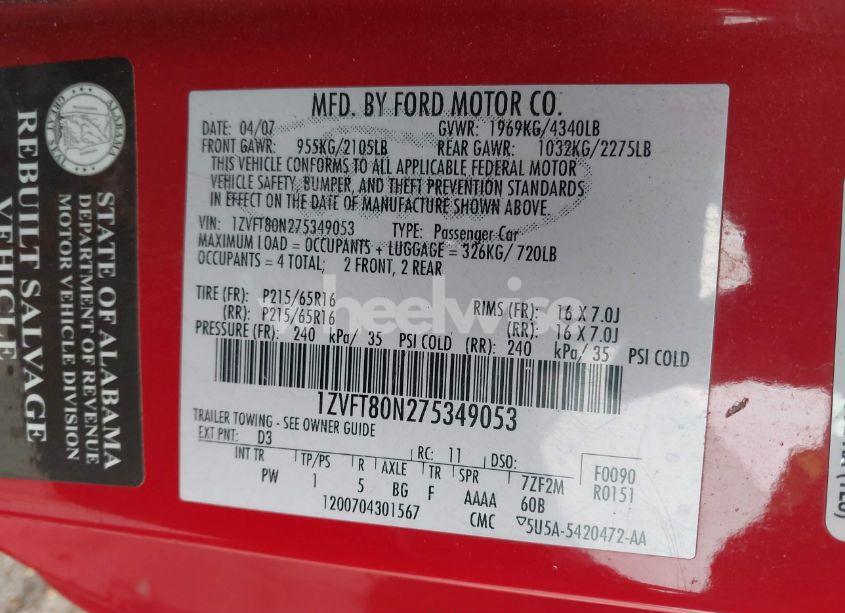 MFD. BY FORD MOTOR CO.
DATE: 04/07 GVWR: 1969KG/4340LB
FRONT GAWR: 955KG/2105LB REAR GAWR: 1032KG/2275LB
THIS VEHICLE CONFORMS TO ALL APPLICABLE FEDERAL MOTOR
VEHICLE SAFETY, BUMPER, AND THEFT PREVENTION STANDARDS
IN EFFECT ON THE DATE OF MANUFACTURE SHOWN ABOVE.
VIN: 1ZVFT80N275349053 TYPE: Passenger Car
MAXIMUM LOAD = OCCUPANTS + LUGGAGE = 326KG/ 720LB
OCCUPANTS = 4 TOTAL; 2 FRONT, 2 REAR
TIRE (FR): P215/65R16 RIMS (FR): 16 X 7.0J
(RR): P215/65R16 (RR): 16 X 7.0J
PRESSURE (FR): 240 kPa/ 35 PSI COLD (RR): 240 kPa/ 35 PSI COLD
1ZVFT80N275349053
TRAILER TOWING - SEE OWNER GUIDE
EXT PNT: D3 RC: 11 DSO: F0090
INT TR TP/PS R AXLE TR SPR 7ZF2M R0151
PW 1 5 BG F AAAA 60B
1200704301567 CMC ▽5U5A-5420472-AA
STATE OF ALABAMA
DEPARTMENT OF REVENUE
MOTOR VEHICLE DIVISION
REBUILT SALVAGE
VEHICLE
wheelwise